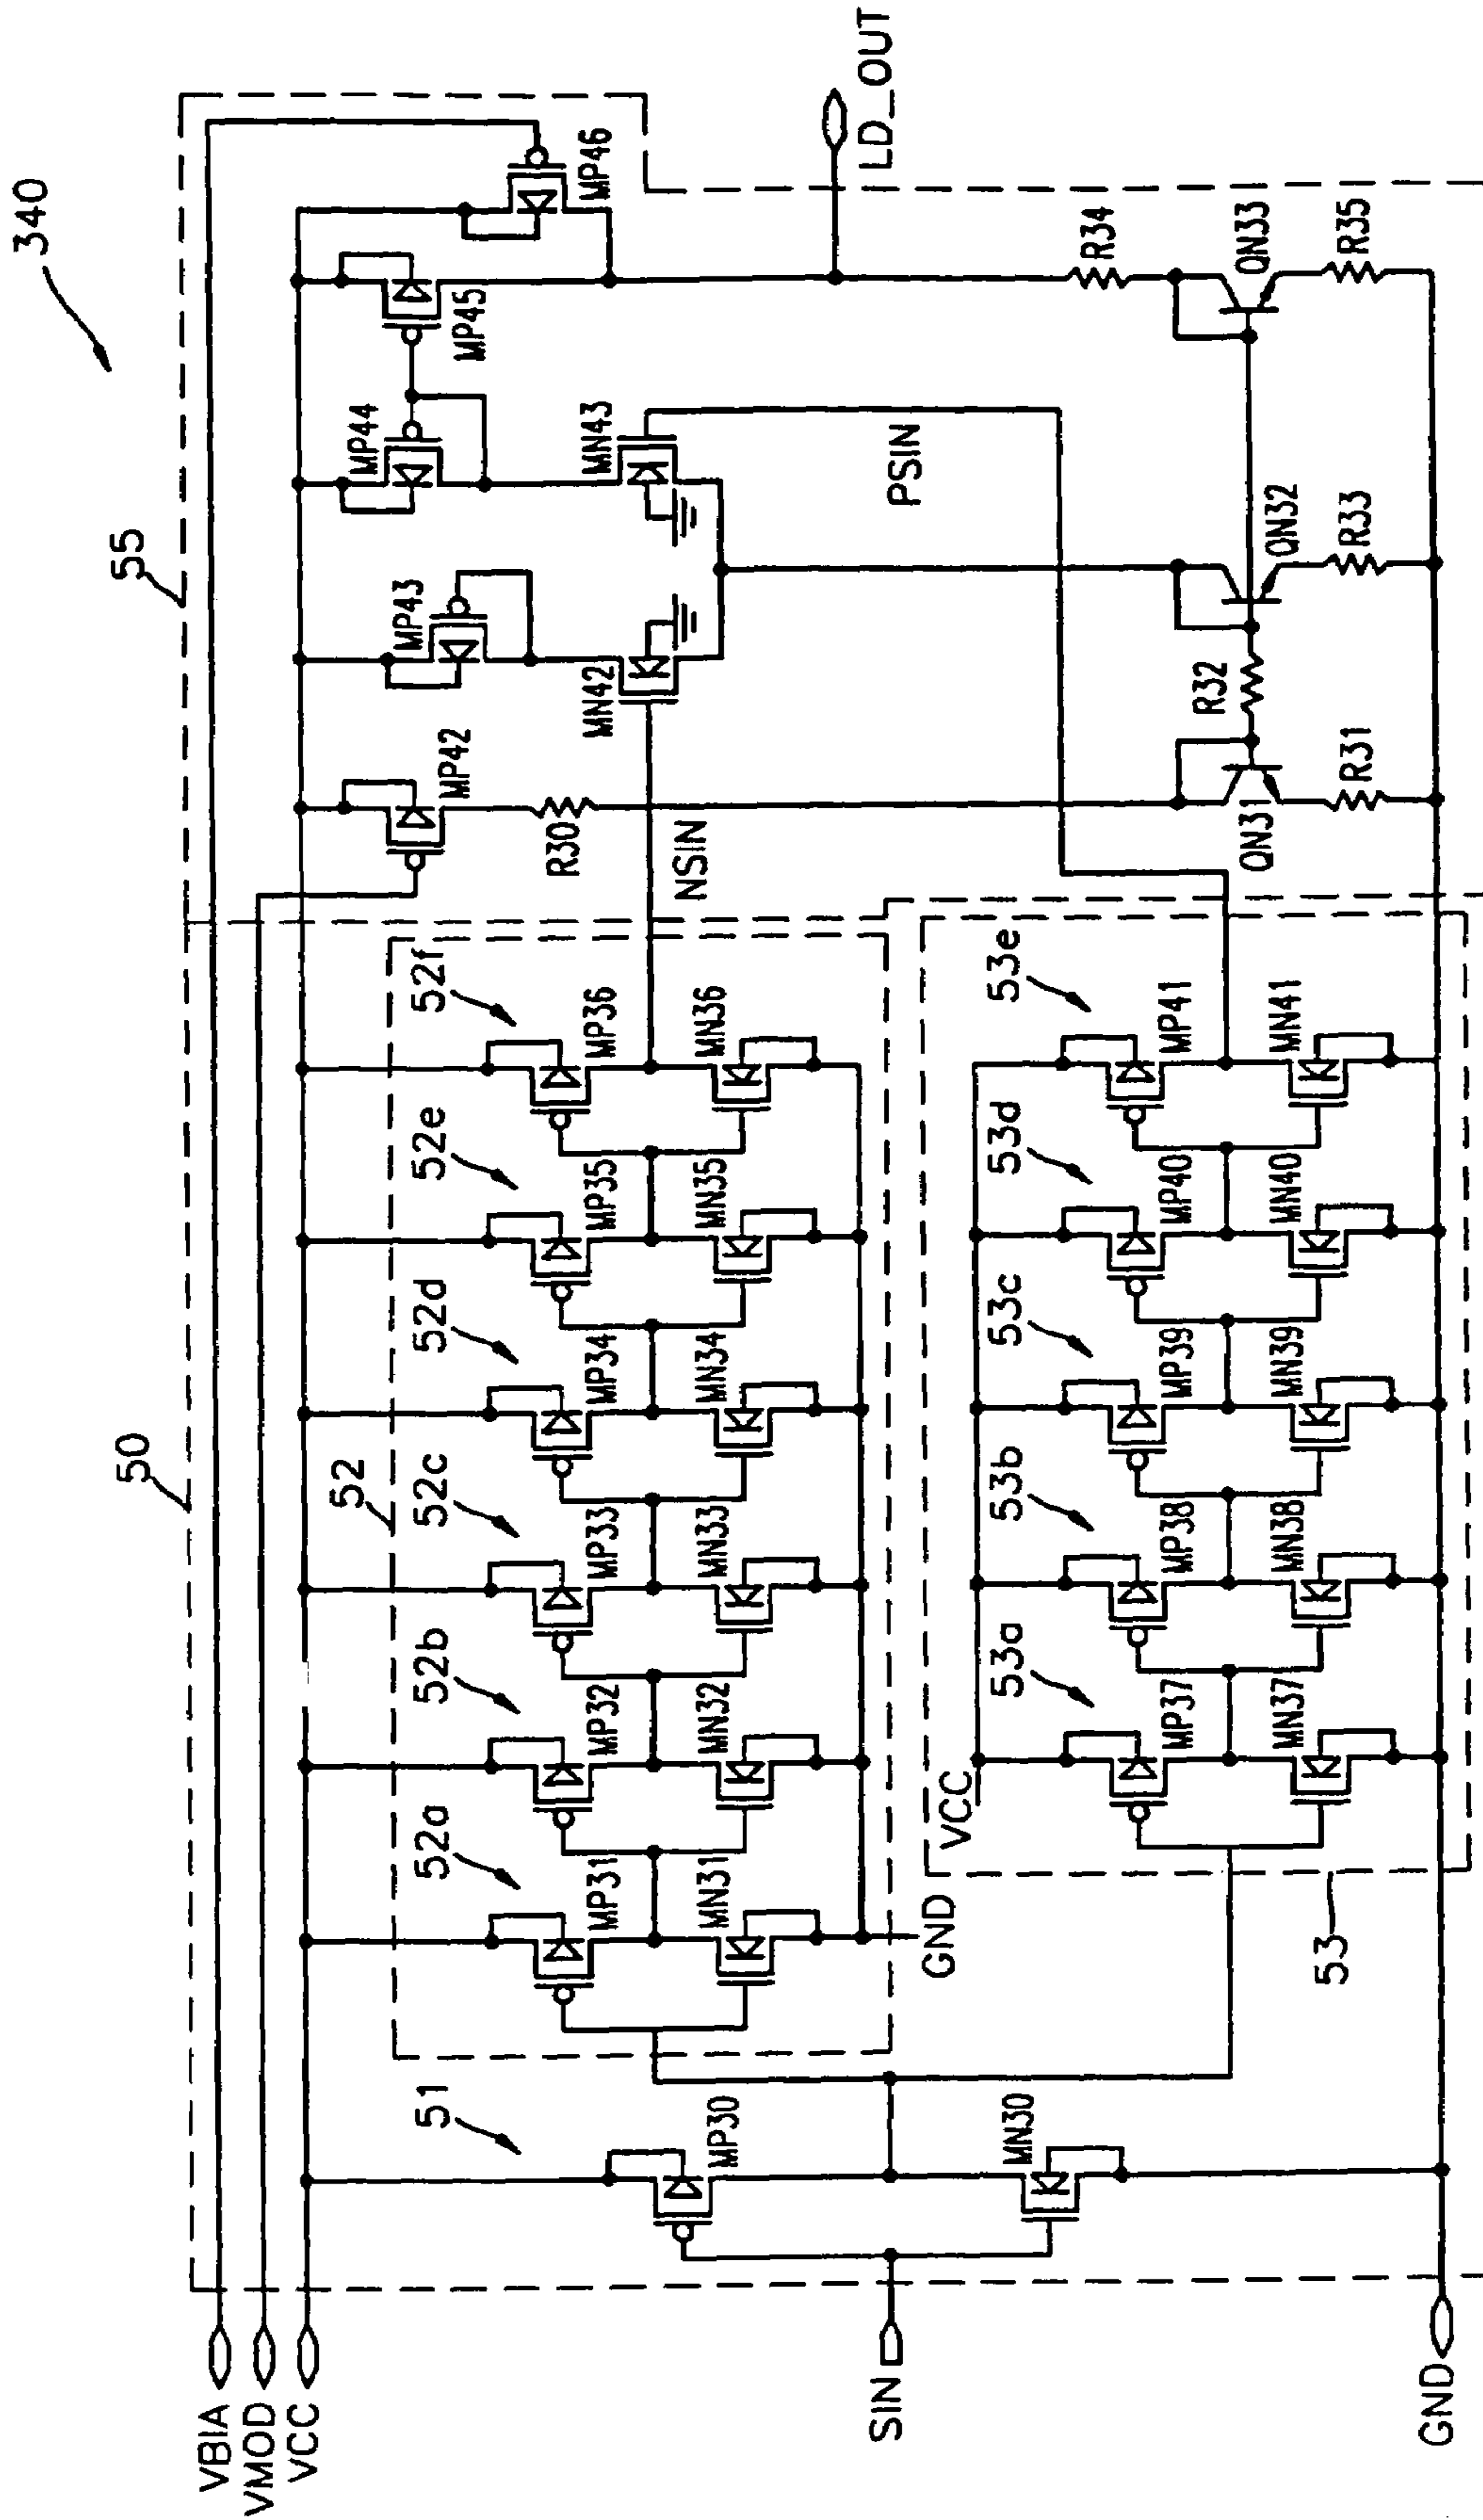 340
50
55
VBIA
VMOD
VCC
51
52
52a
52b
52c
52d
52e
52f
MP30
MP31
MP32
MP33
MP34
MP35
MP36
MN30
MN31
MN32
MN33
MN34
MN35
MN36
GND
NSIN
SIN
VCC
53
53a
53b
53c
53d
53e
MP37
MP38
MP39
MP40
MP41
MN37
MN38
MN39
MN40
MN41
GND
MP42
MP43
MP44
MP45
MP46
R30
MN42
MN43
PSIN
LD_OUT
R32
R34
QN31
QN32
QN33
R31
R33
R35